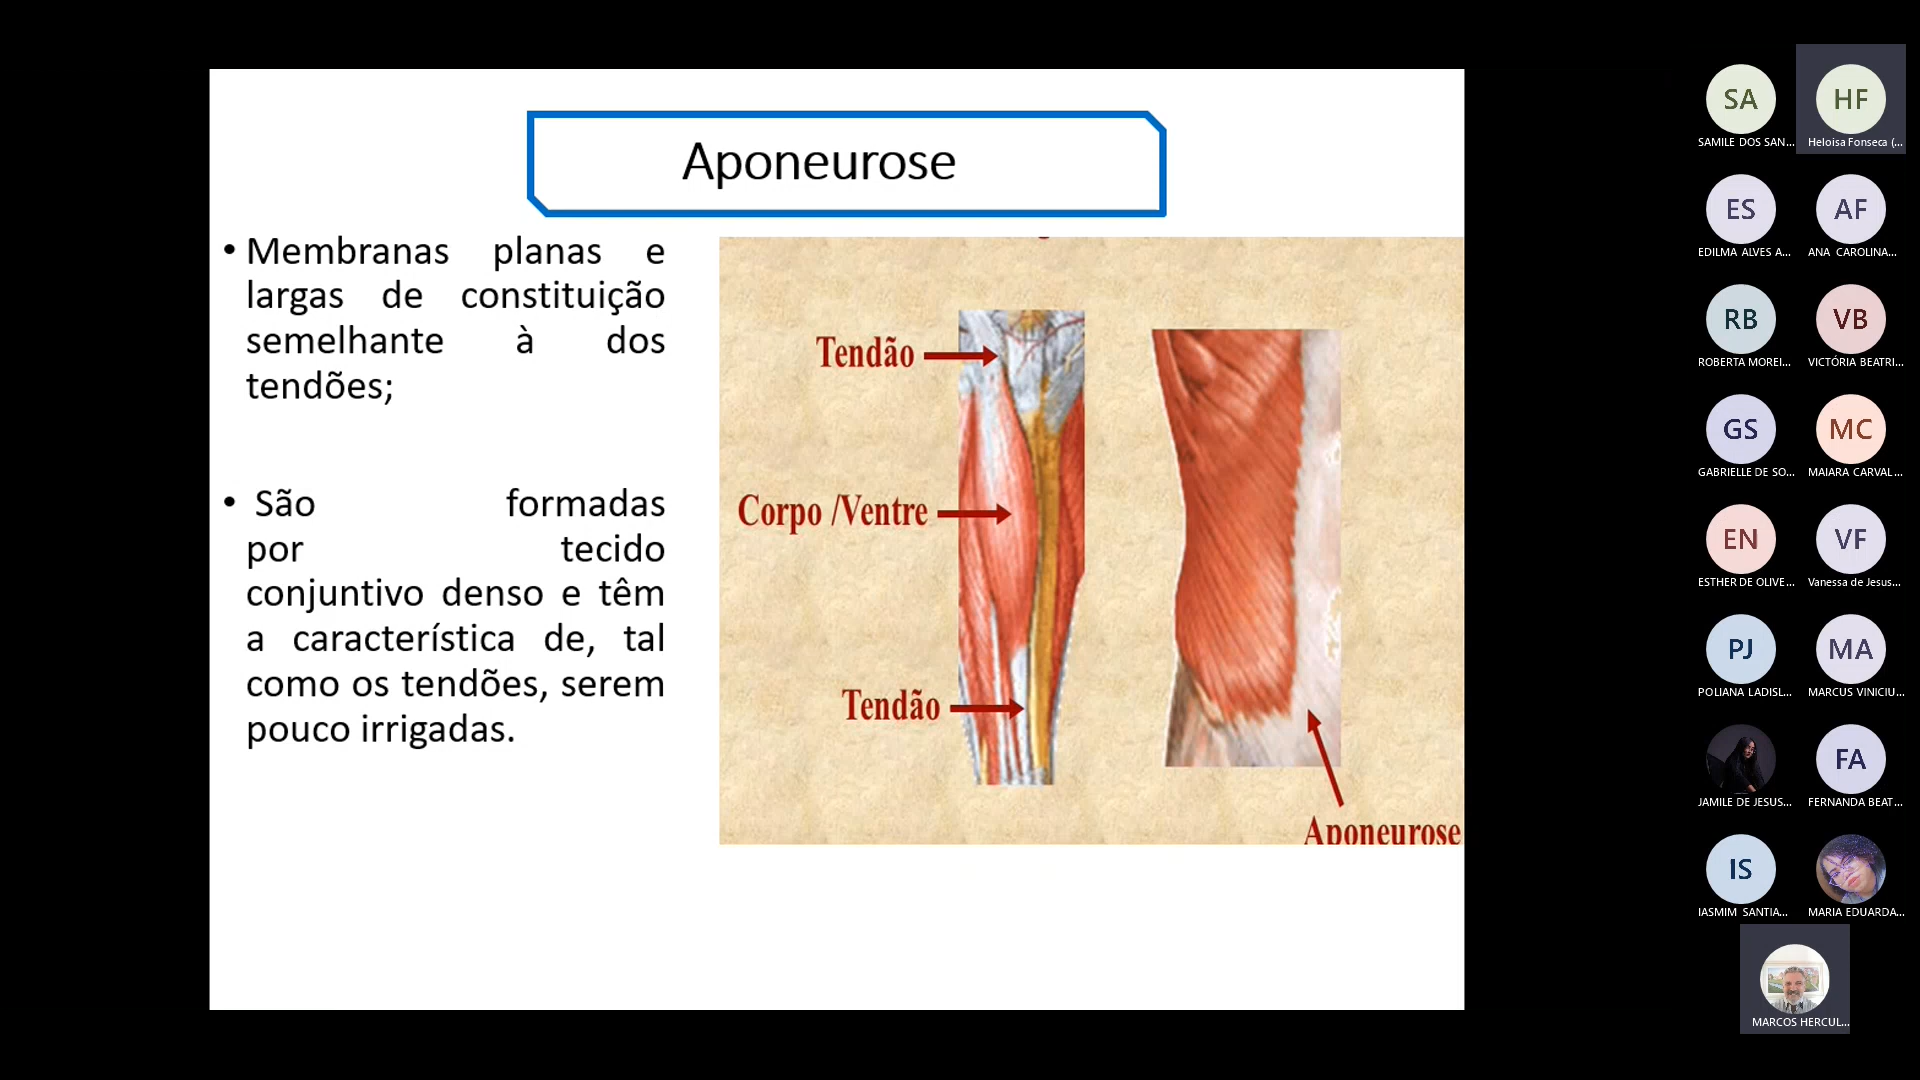 Aponeurose
• Membranas planas e
largas de constituição
semelhante à dos
tendões;
• São formadas
por tecido
conjuntivo denso e têm
a característica de, tal
como os tendões, serem
pouco irrigadas.
Tendão
Corpo /Ventre
Tendão
Aponeurose
SA
SAMILE DOS SAN...
HF
Heloisa Fonseca (...
ES
EDILMA ALVES A...
AF
ANA CAROLINA...
RB
ROBERTA MOREI...
VB
VICTÓRIA BEATRI...
GS
GABRIELLE DE SO...
MC
MAIARA CARVAL...
EN
ESTHER DE OLIVE...
VF
Vanessa de Jesus...
PJ
POLIANA LADISL...
MA
MARCUS VINICIU...
JAMILE DE JESUS...
FA
FERNANDA BEAT...
IS
IASMIM SANTIA...
MARIA EDUARDA...
MARCOS HERCUL...